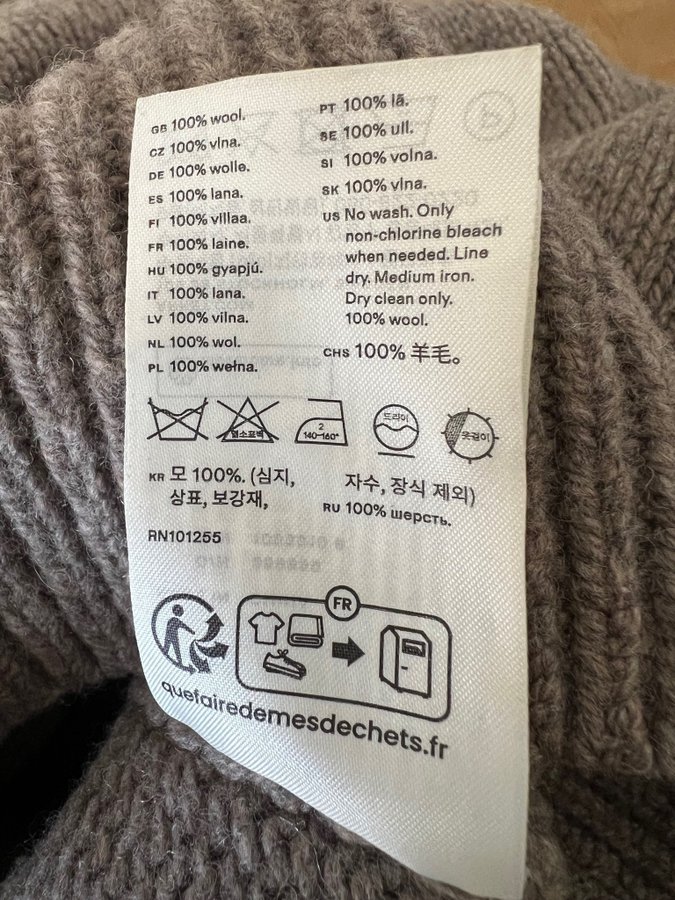 GB 100% wool.
CZ 100% vlna.
DE 100% wolle.
ES 100% lana.
FI 100% villaa.
FR 100% laine.
HU 100% gyapjú.
IT 100% lana.
LV 100% vilna.
NL 100% wol.
PL 100% wełna.
PT 100% lã.
SE 100% ull.
SI 100% volna.
SK 100% vlna.
US No wash. Only
non-chlorine bleach
when needed. Line
dry. Medium iron.
Dry clean only.
100% wool.
CHS 100% 羊毛。
염소표백
2
140~160°
드라이
옷걸이
KR 모 100%. (심지,
상표, 보강재,
자수, 장식 제외)
RU 100% шерсть.
RN101255
FR
quefairedemesdechets.fr